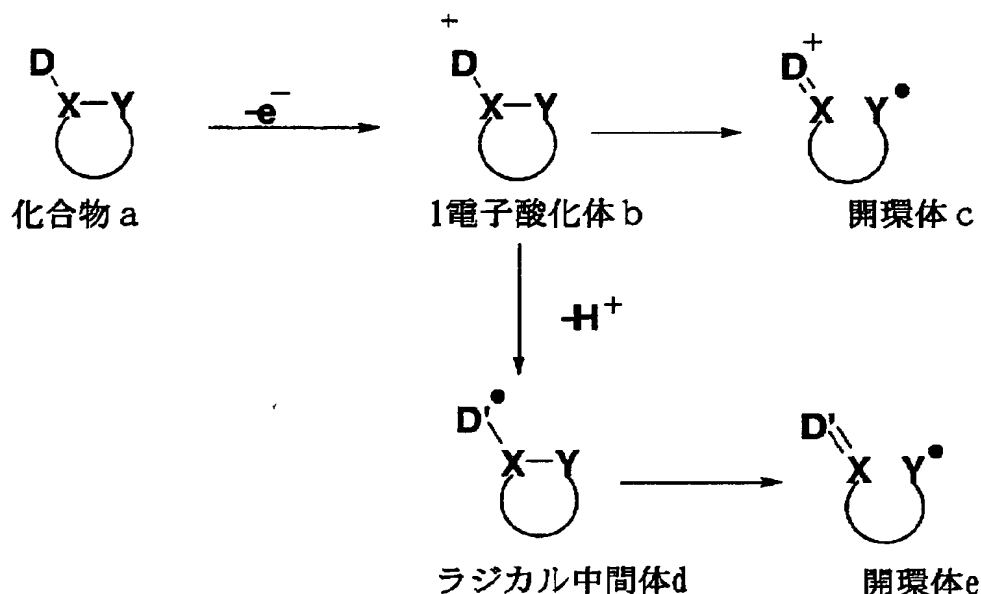 D X－Y -e⁻ D⁺ X－Y D⁺ X Y•
化合物a 1電子酸化体b 開環体c
-H⁺
D'• X－Y D' X Y•
ラジカル中間体d 開環体e